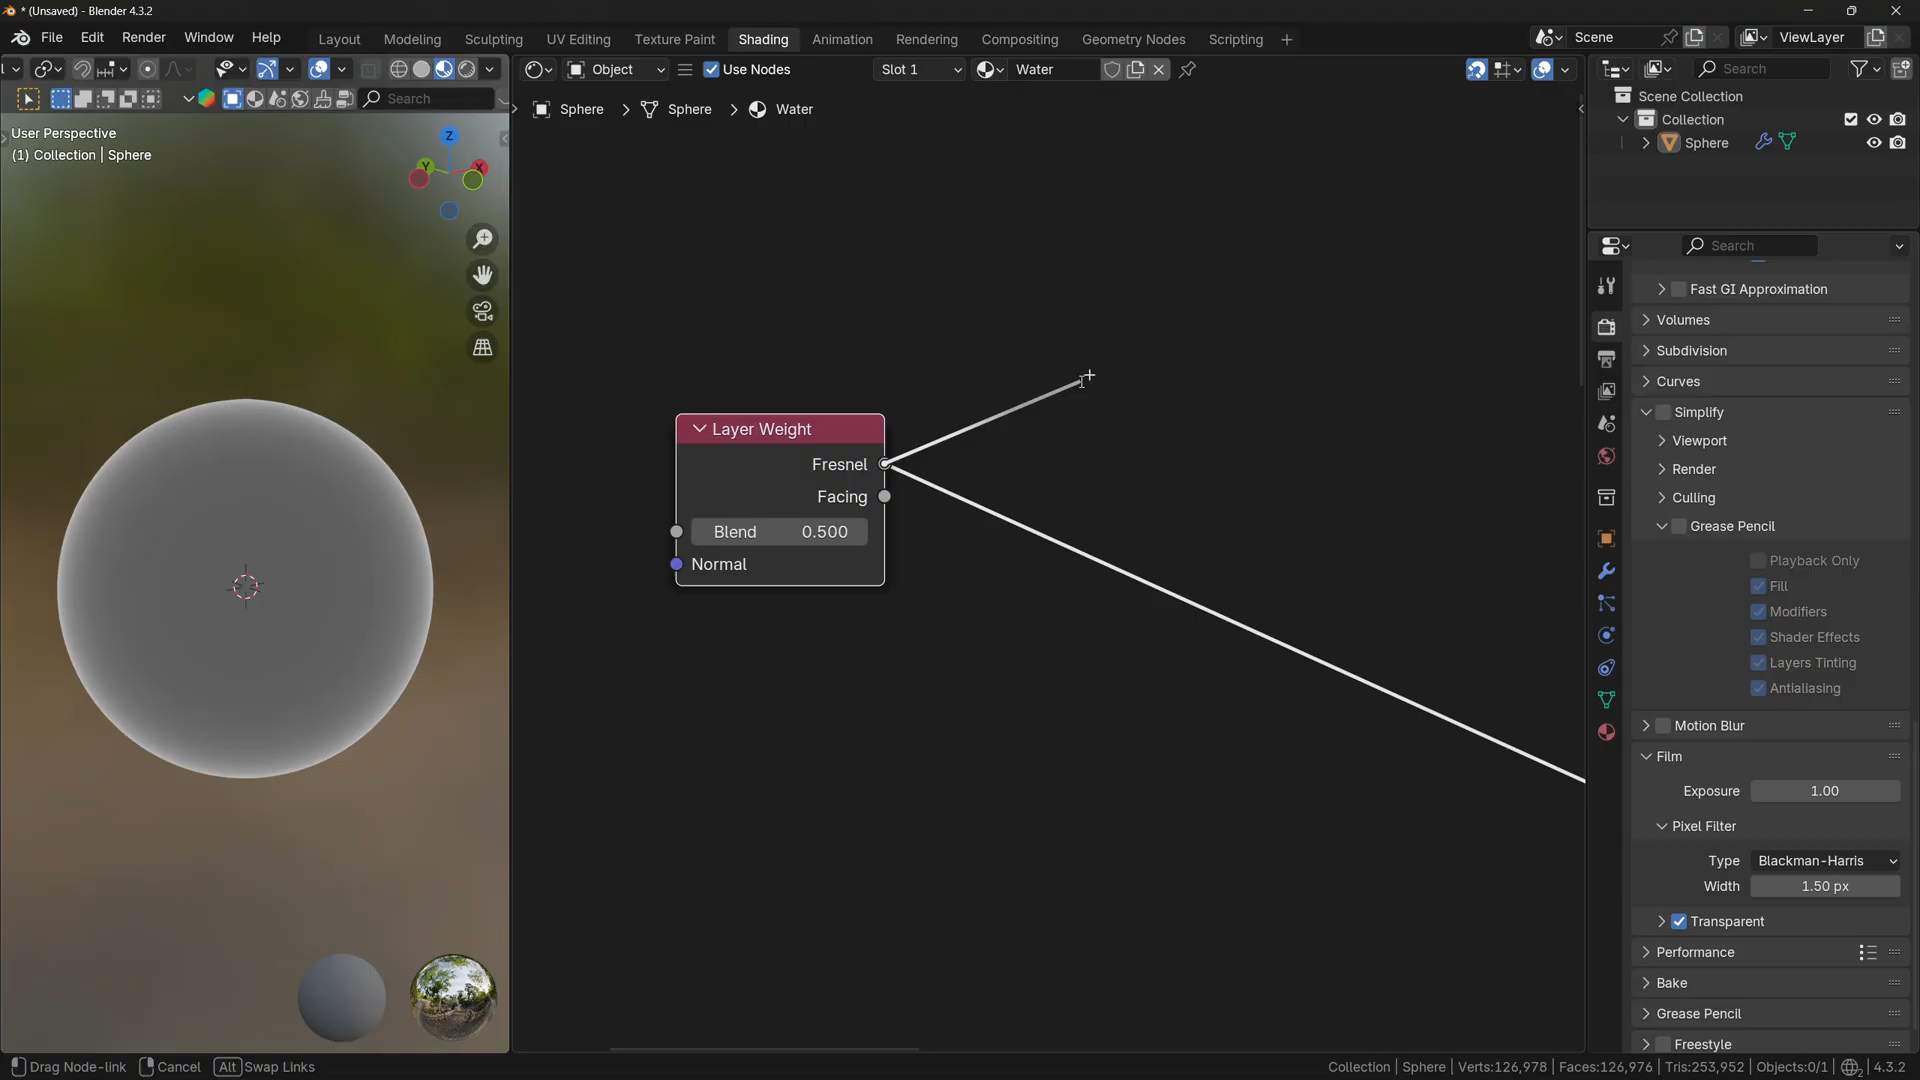 * (Unsaved) - Blender 4.3.2
File Edit Render Window Help Layout Modeling Sculpting UV Editing Texture Paint Shading Animation Rendering Compositing Geometry Nodes Scripting + Scene ViewLayer
Object Use Nodes Slot 1 Water Search
Search
Sphere > Sphere > Water
User Perspective
(1) Collection | Sphere
Z
Y
X
Layer Weight
Fresnel
Facing
Blend 0.500
Normal
Scene Collection
Collection
Sphere
Search
Fast GI Approximation
Volumes
Subdivision
Curves
Simplify
Viewport
Render
Culling
Grease Pencil
Playback Only
Fill
Modifiers
Shader Effects
Layers Tinting
Antialiasing
Motion Blur
Film
Exposure 1.00
Pixel Filter
Type Blackman-Harris
Width 1.50 px
Transparent
Performance
Bake
Grease Pencil
Freestyle
Drag Node-link Cancel Alt Swap Links
Collection | Sphere | Verts:126,978 | Faces:126,976 | Tris:253,952 | Objects:0/1 | 4.3.2